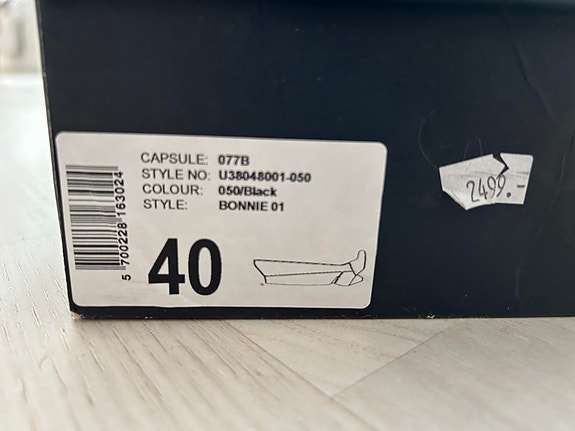 CAPSULE: 077B
STYLE NO: U38048001-050
COLOUR: 050/Black
STYLE: BONNIE 01
40
5 700228 163024
2499.-